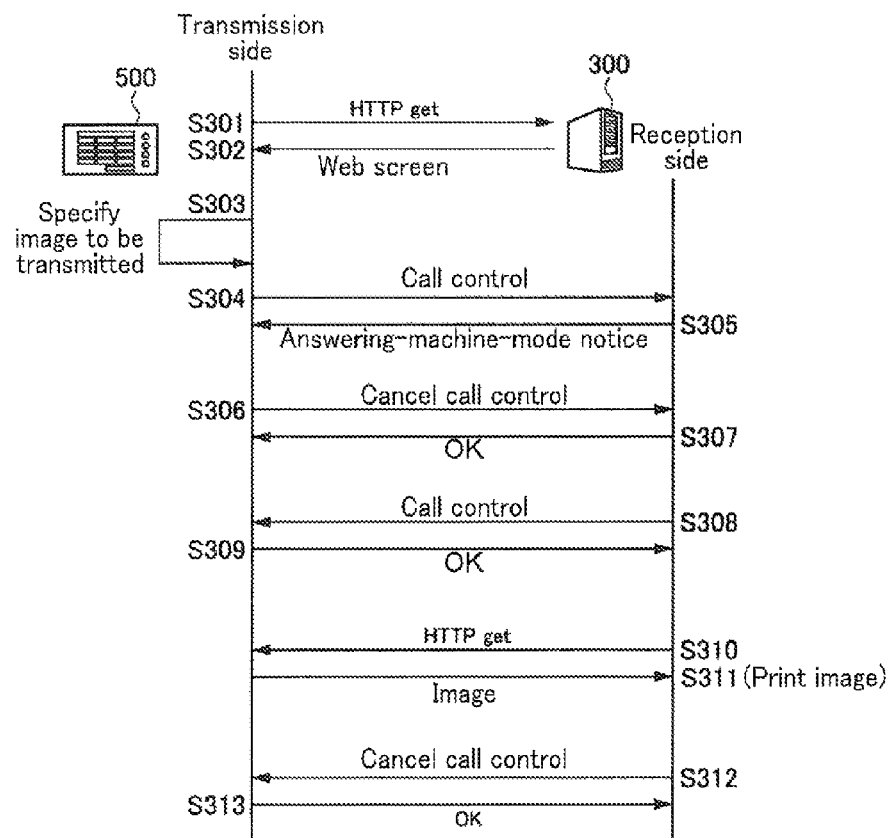 Transmission
side
500
300
S301
HTTP get
S302
Web screen
Reception
side
S303
Specify
image to be
transmitted
S304
Call control
Answering-machine-mode notice
S305
S306
Cancel call control
OK
S307
Call control
S308
S309
OK
HTTP get
S310
Image
S311(Print image)
Cancel call control
S312
S313
OK